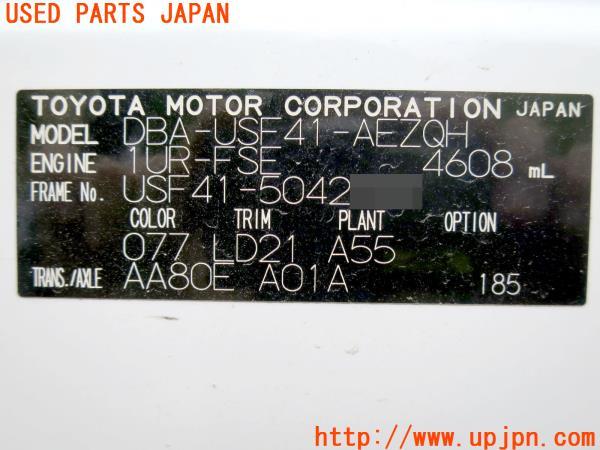 USED PARTS JAPAN
TOYOTA MOTOR CORPORATION JAPAN
MODEL DBA-USF41-AEZQH
ENGINE 1UR-FSE 4608 mL
FRAME No. USF41-5042
COLOR TRIM PLANT OPTION
077 LD21 A55
TRANS./AXLE AA80E A01A 185
http://www.upjpn.com/